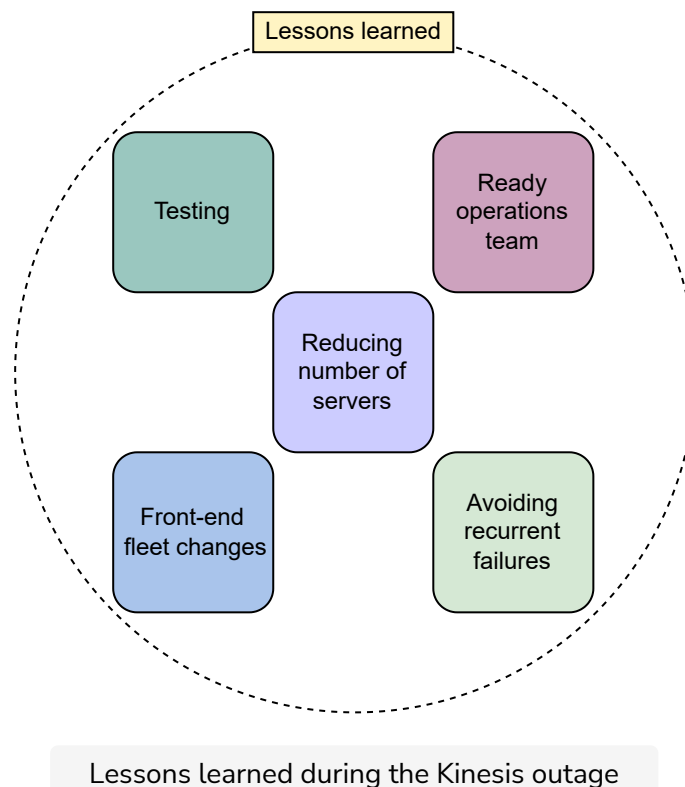 Lessons learned
Testing
Ready
operations
team
Reducing
number of
servers
Front-end
fleet changes
Avoiding
recurrent
failures
Lessons learned during the Kinesis outage